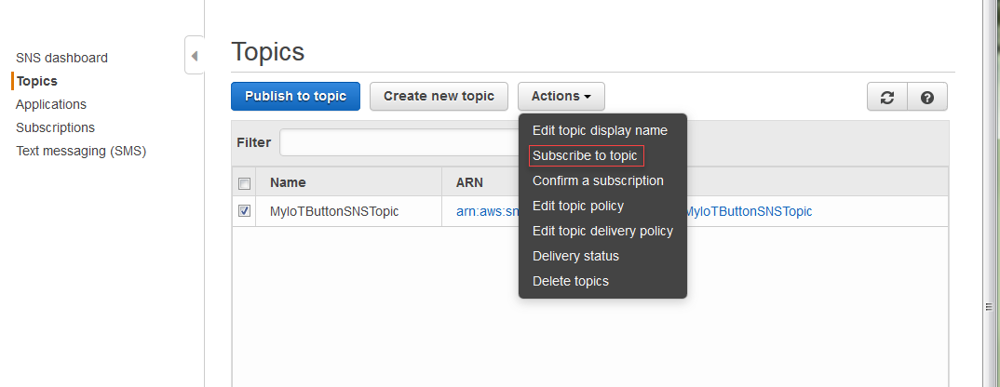 Topics
SNS dashboard
Topics
Applications
Subscriptions
Text messaging (SMS)
Publish to topic
Create new topic
Actions
Edit topic display name
Subscribe to topic
Confirm a subscription
Edit topic policy
Edit topic delivery policy
Delivery status
Delete topics
Filter
Name ARN
MyIoTButtonSNSTopic arn:aws:sn MyIoTButtonSNSTopic